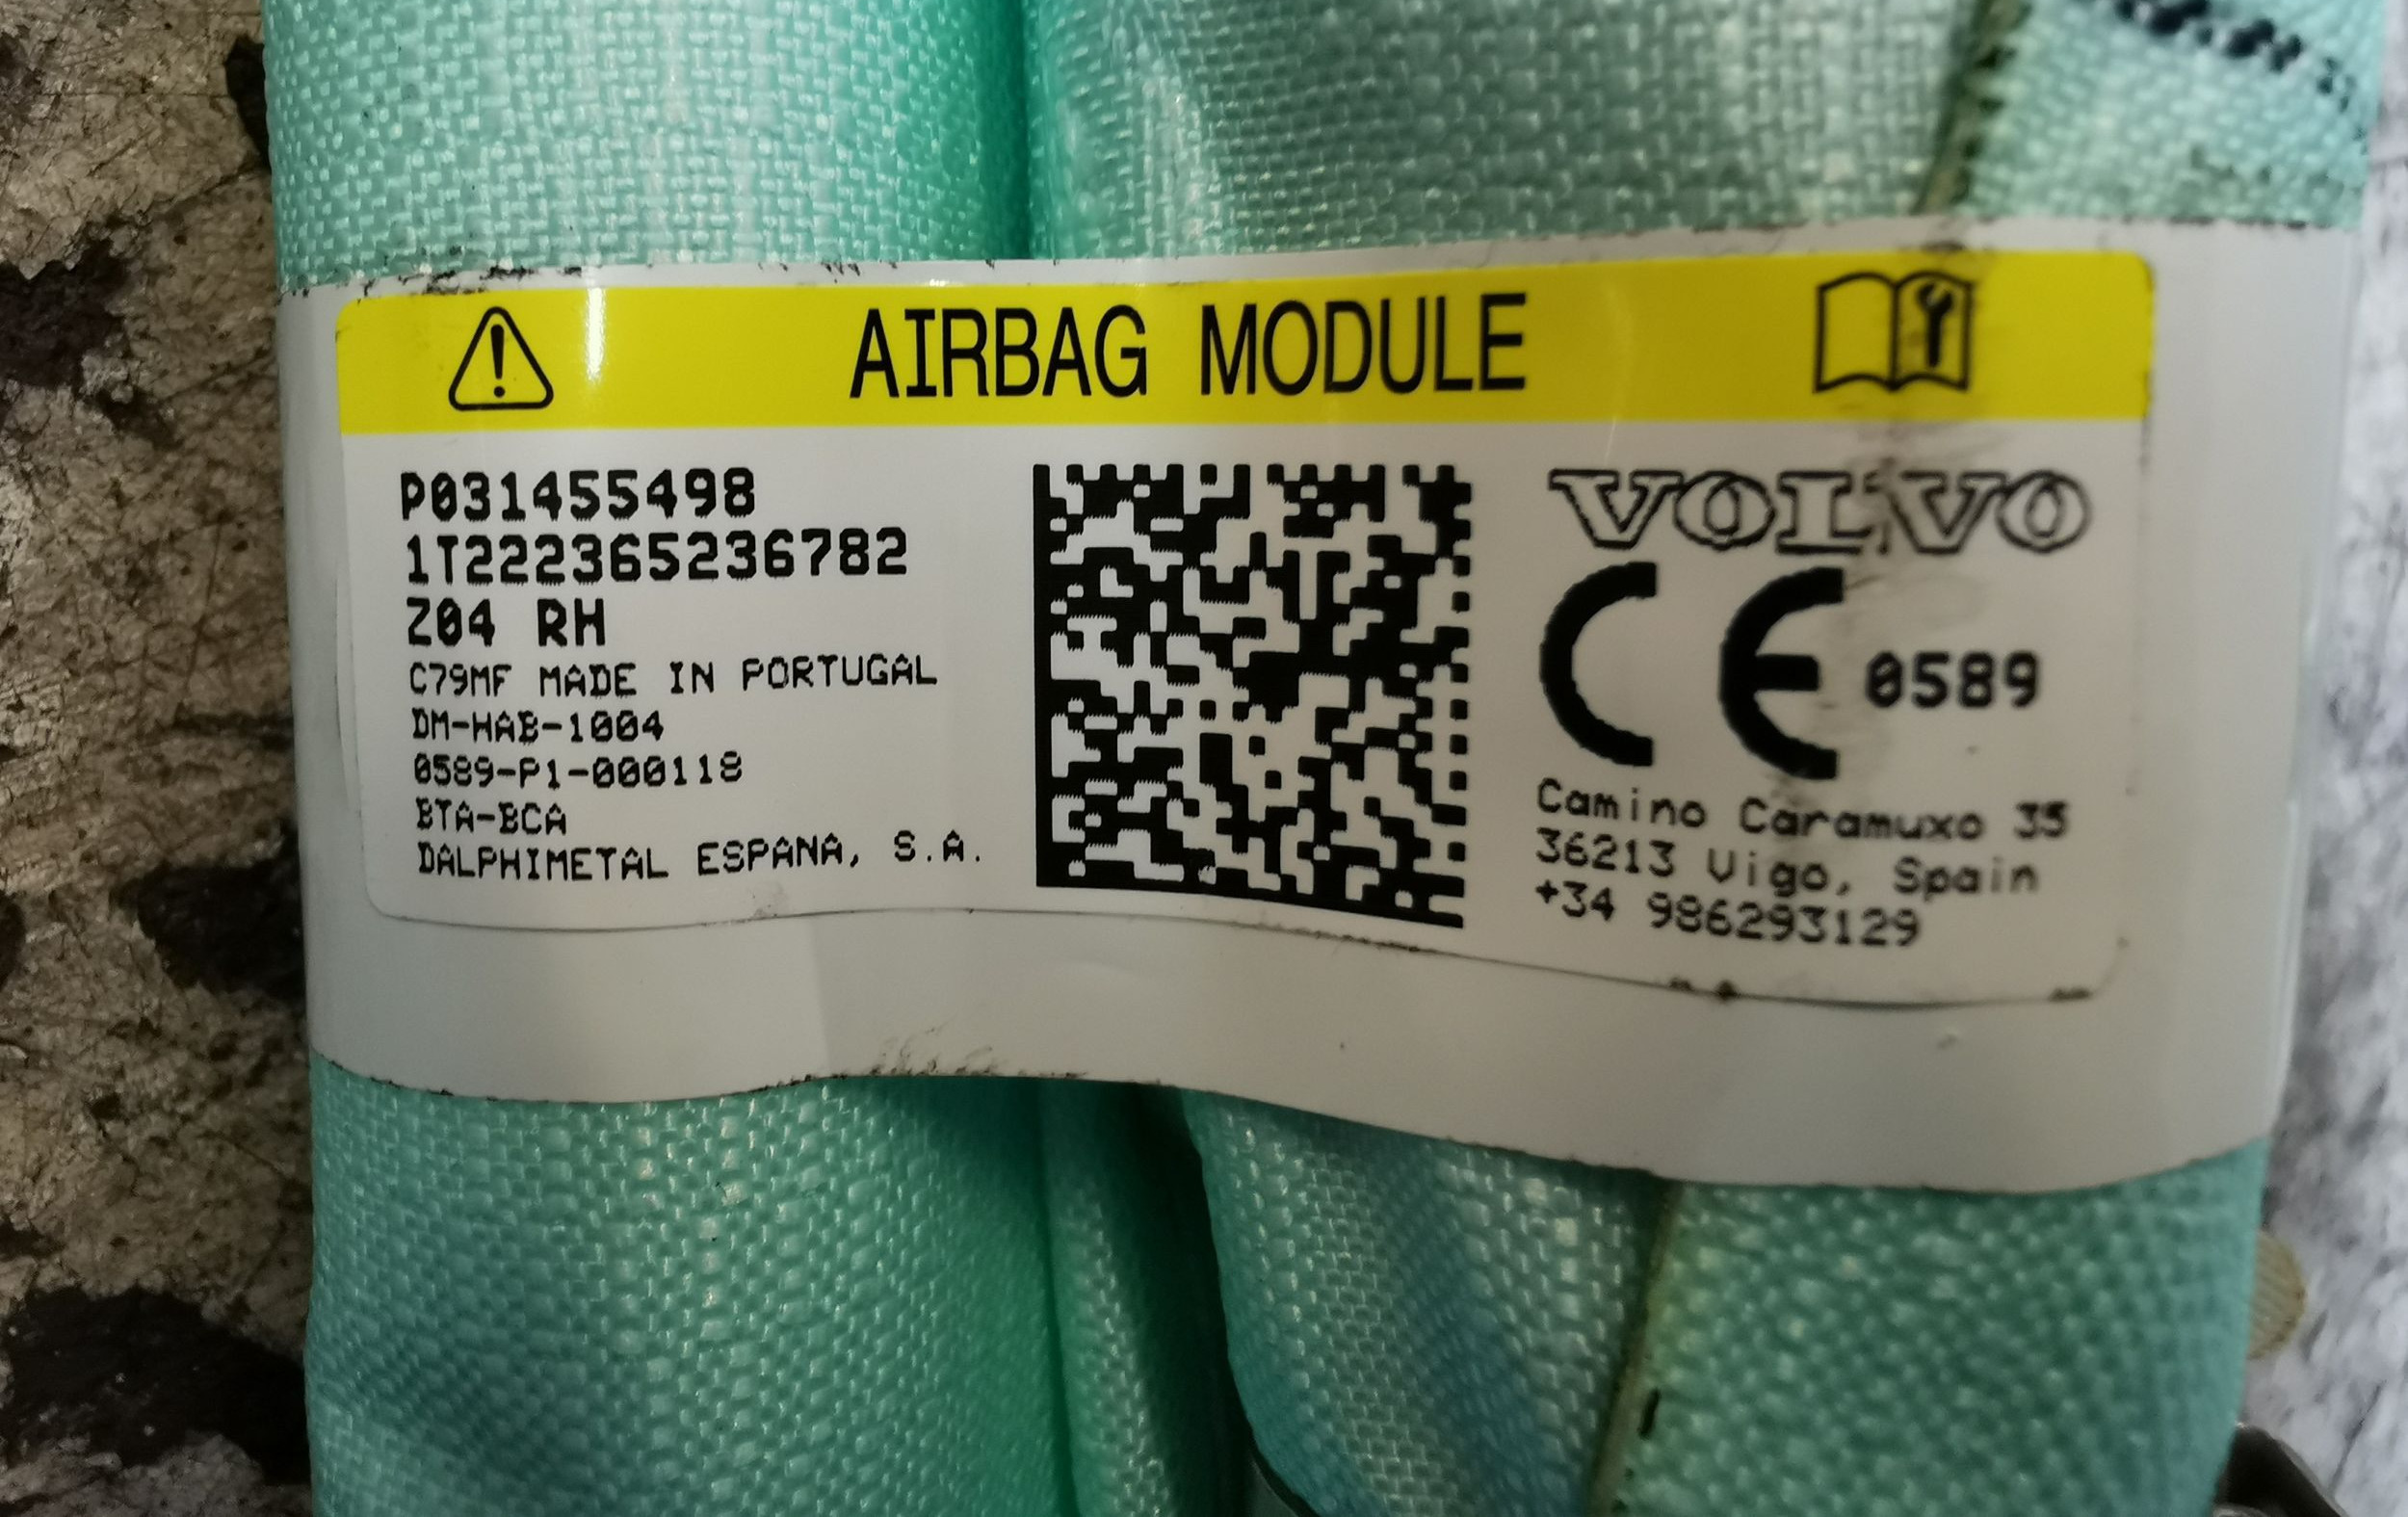 AIRBAG MODULE
P031455498
1T222365236782
Z04 RH
C79MF MADE IN PORTUGAL
DM-HAB-1004
0589-P1-000118
BTA-BCA
DALPHIMETAL ESPANA, S.A.
VOLVO
CE 0589
Camino Caramuxo 35
36213 Vigo, Spain
+34 986293129